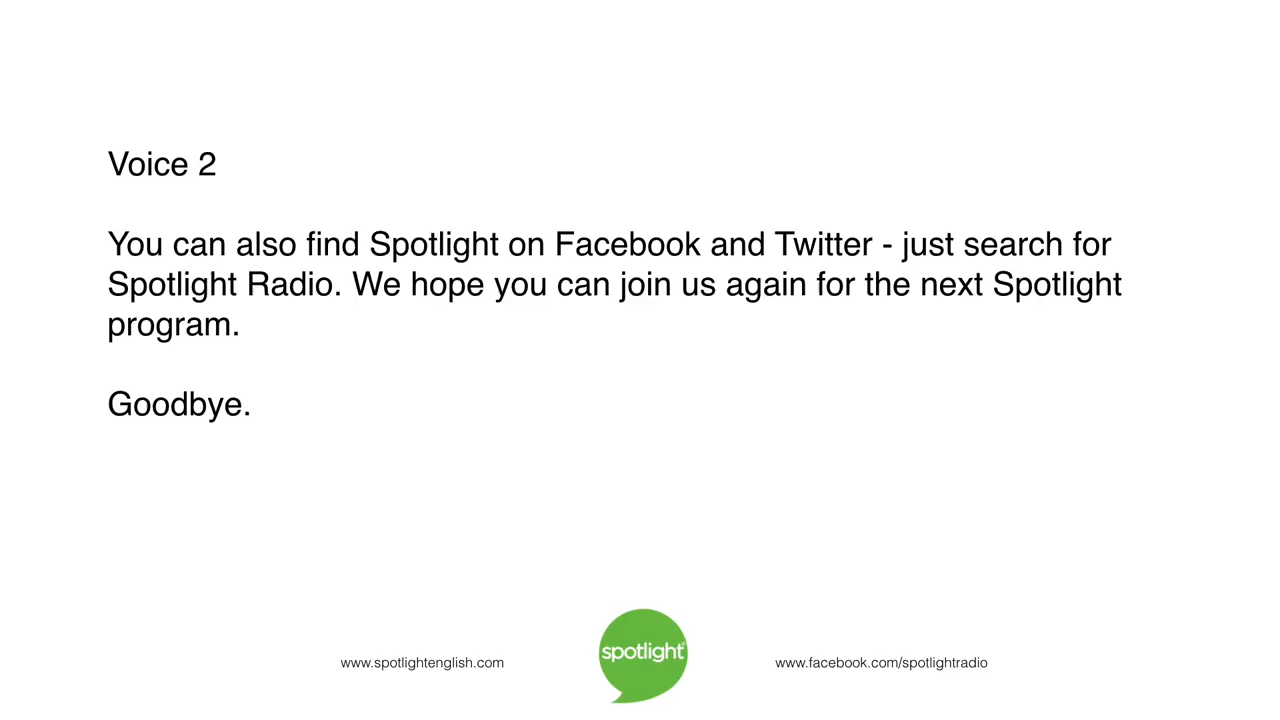 Voice 2
You can also find Spotlight on Facebook and Twitter - just search for
Spotlight Radio. We hope you can join us again for the next Spotlight
program.
Goodbye.
www.spotlightenglish.com
spotlight
www.facebook.com/spotlightradio